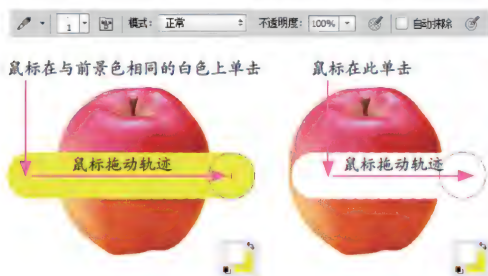 1 模式: 正常 不透明度: 100% 自动抹除
鼠标在与前景色相同的白色上单击
鼠标在此单击
鼠标拖动轨迹
鼠标拖动轨迹